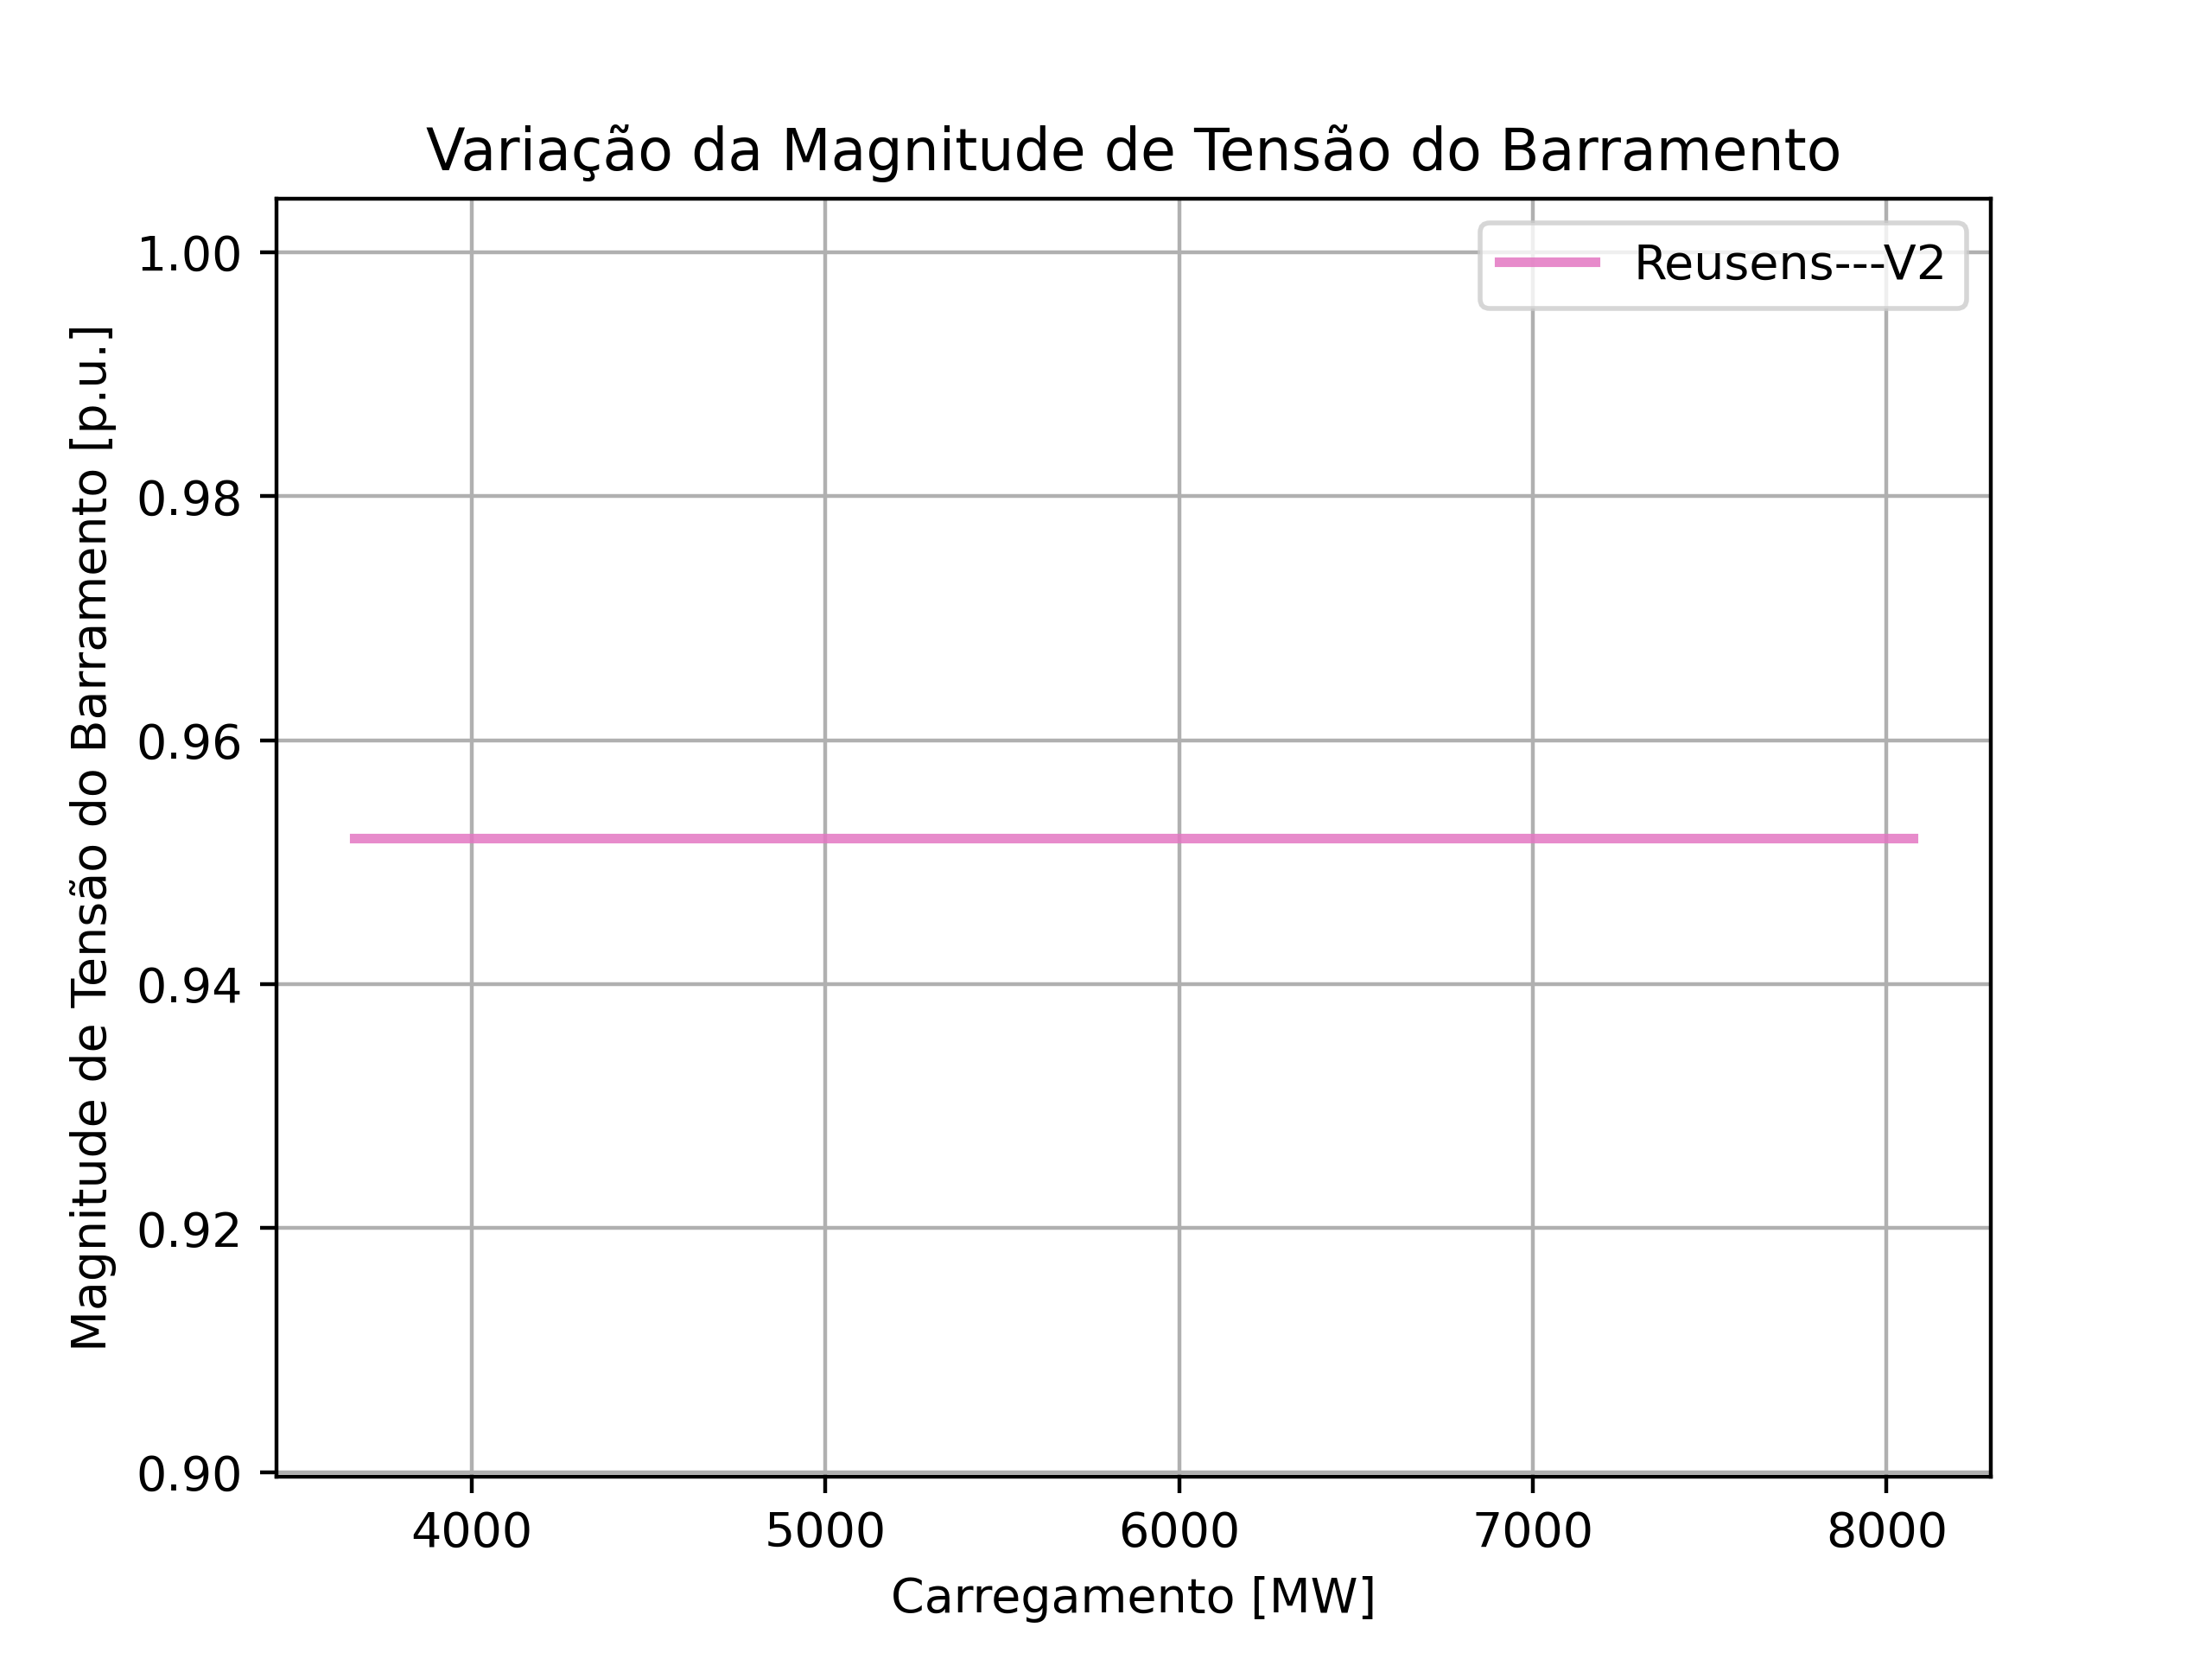 Variação da Magnitude de Tensão do Barramento
Reusens---V2
Magnitude de Tensão do Barramento [p.u.]
1.00
0.98
0.96
0.94
0.92
0.90
4000 5000 6000 7000 8000
Carregamento [MW]